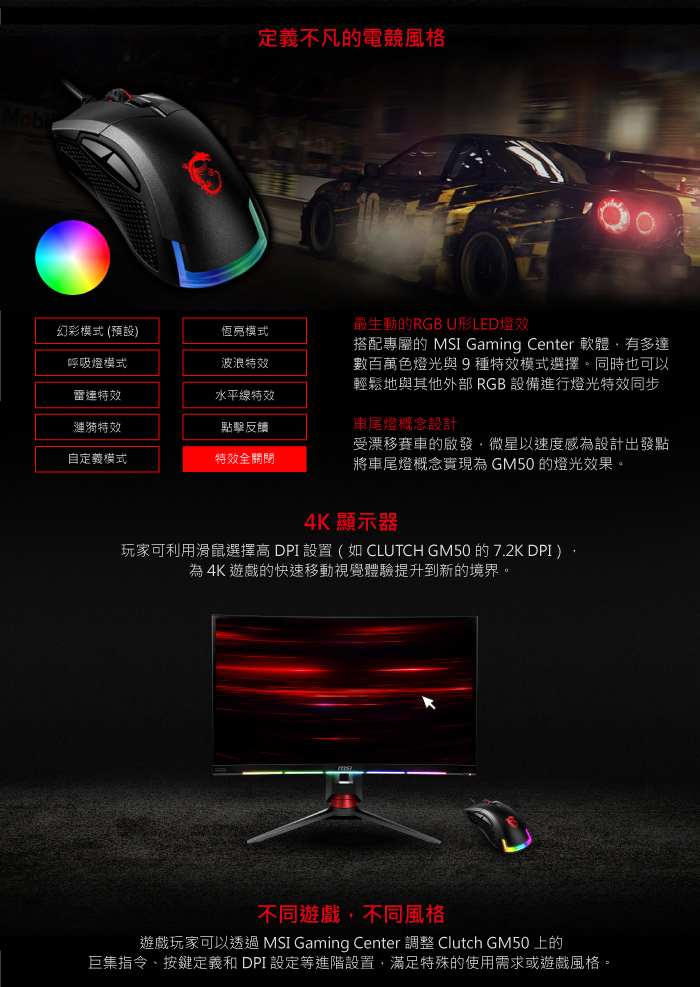 定義不凡的電競風格
10
幻彩模式 (預設)
恆亮模式
呼吸燈模式
波浪特效
雷達特效
水平線特效
漣漪特效
點擊反饋
自定義模式
特效全關閉
最生動的RGB U形LED燈效
搭配專屬的 MSI Gaming Center 軟體，有多達
數百萬色燈光與 9 種特效模式選擇。同時也可以
輕鬆地與其他外部 RGB 設備進行燈光特效同步
車尾燈概念設計
受漂移賽車的啟發，微星以速度感為設計出發點
將車尾燈概念實現為 GM50 的燈光效果。
4K 顯示器
玩家可利用滑鼠選擇高 DPI 設置 ( 如 CLUTCH GM50 的 7.2K DPI )，
為 4K 遊戲的快速移動視覺體驗提升到新的境界。
msi
不同遊戲，不同風格
遊戲玩家可以透過 MSI Gaming Center 調整 Clutch GM50 上的
巨集指令、按鍵定義和 DPI 設定等進階設置，滿足特殊的使用需求或遊戲風格。